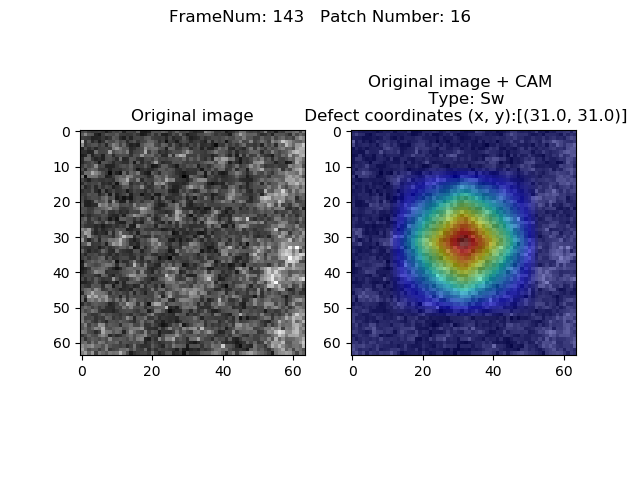 FrameNum: 143   Patch Number: 16
Original image
Original image + CAM
Type: Sw
Defect coordinates (x, y):[(31.0, 31.0)]
0
10
20
30
40
50
60
0 20 40 60
0
10
20
30
40
50
60
0 20 40 60